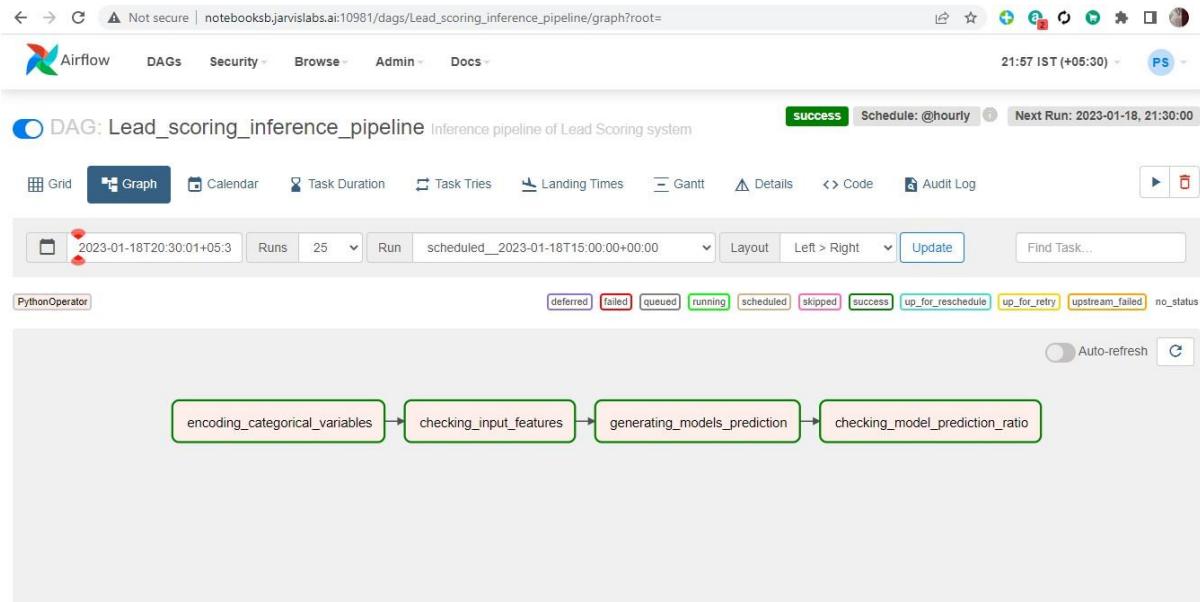 Not secure | notebooksb.jarvislabs.ai:10981/dags/Lead_scoring_inference_pipeline/graph?root=
2
Airflow DAGs Security Browse Admin Docs 21:57 IST (+05:30) PS
DAG: Lead_scoring_inference_pipeline Inference pipeline of Lead Scoring system success Schedule: @hourly i Next Run: 2023-01-18, 21:30:00
Grid Graph Calendar Task Duration Task Tries Landing Times Gantt Details <> Code Audit Log
2023-01-18T20:30:01+05:3 Runs 25 Run scheduled__2023-01-18T15:00:00+00:00 Layout Left > Right Update Find Task...
PythonOperator deferred failed queued running scheduled skipped success up_for_reschedule up_for_retry upstream_failed no_status
Auto-refresh
encoding_categorical_variables checking_input_features generating_models_prediction checking_model_prediction_ratio